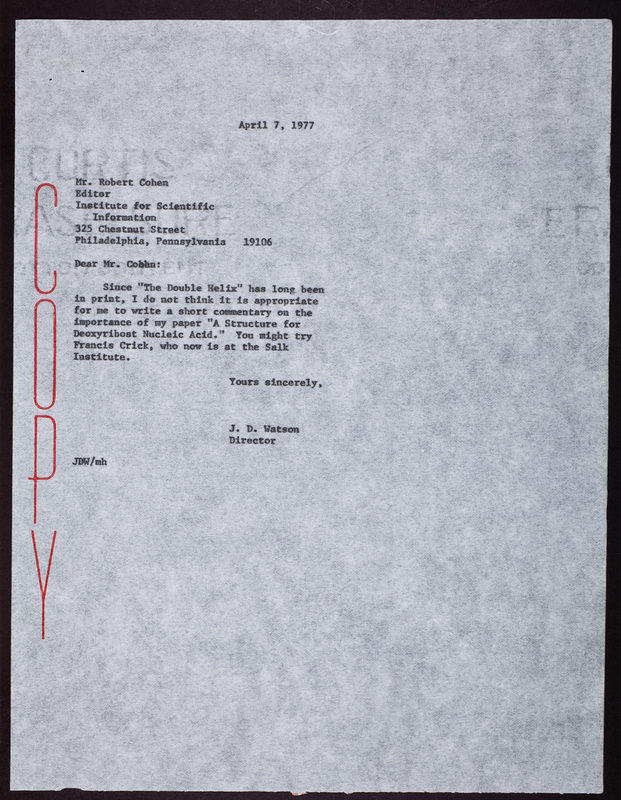 April 7, 1977
CURTIS
Mr. Robert Cohen
Editor
Institute for Scientific
Information
325 Chestnut Street
Philadelphia, Pennsylvania 19106
Dear Mr. Cohhn:
Since "The Double Helix" has long been
in print, I do not think it is appropriate
for me to write a short commentary on the
importance of my paper "A Structure for
Deoxyribost Nucleic Acid." You might try
Francis Crick, who now is at the Salk
Institute.
Yours sincerely,
J. D. Watson
Director
JDW/mh
COPY